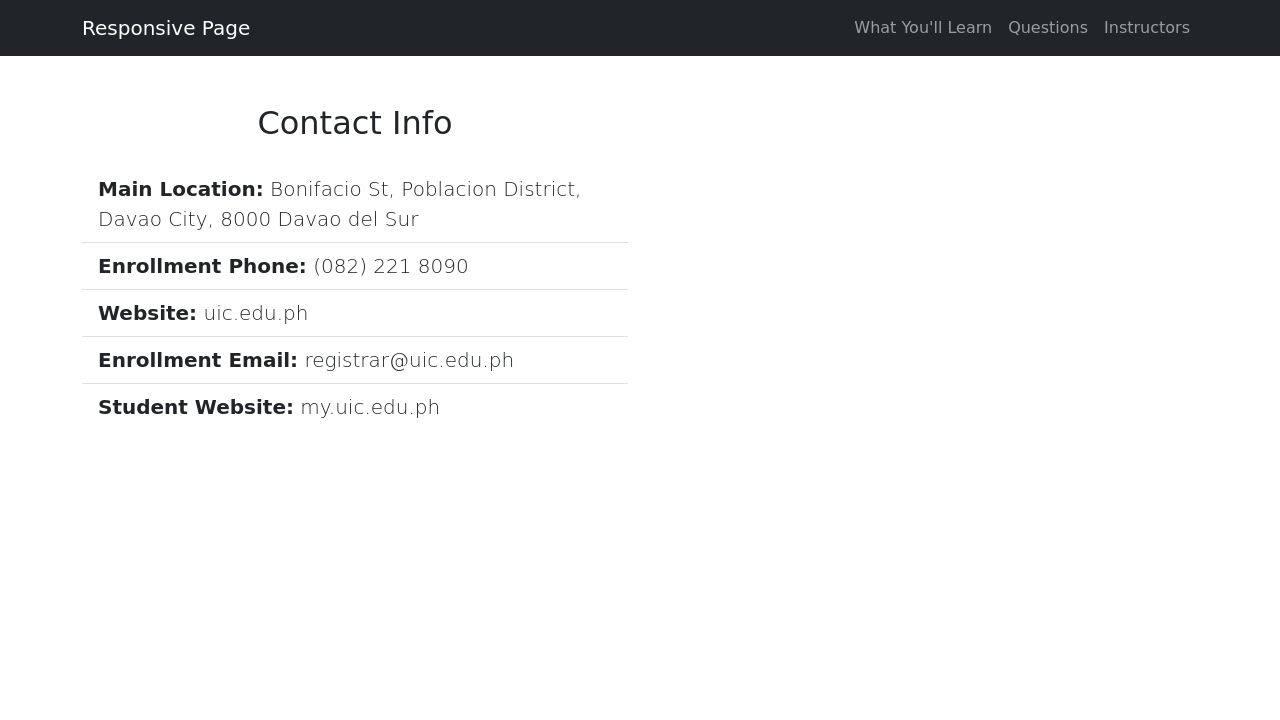 Responsive Page
What You'll Learn Questions Instructors
Contact Info
Main Location: Bonifacio St, Poblacion District,
Davao City, 8000 Davao del Sur
Enrollment Phone: (082) 221 8090
Website: uic.edu.ph
Enrollment Email: registrar@uic.edu.ph
Student Website: my.uic.edu.ph